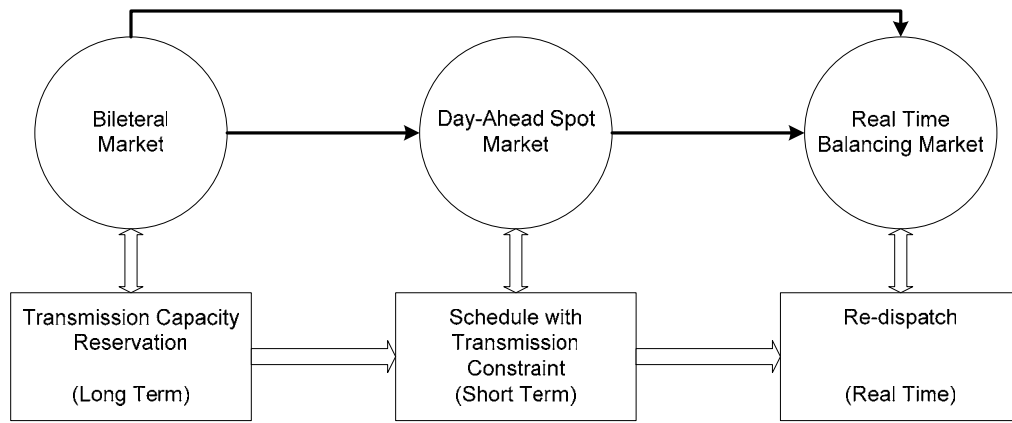 Bileteral
Market
Day-Ahead Spot
Market
Real Time
Balancing Market
Transmission Capacity
Reservation
(Long Term)
Schedule with
Transmission
Constraint
(Short Term)
Re-dispatch
(Real Time)